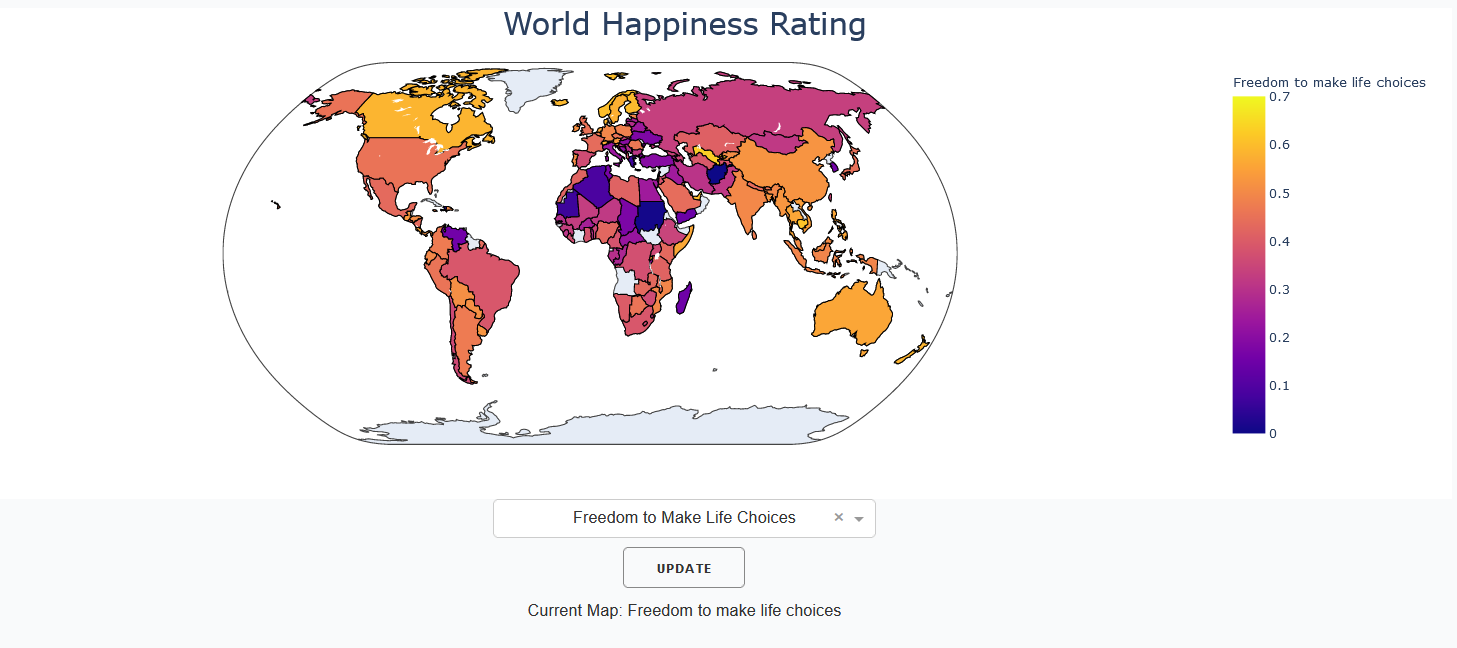 World Happiness Rating
Freedom to make life choices
0.7
0.6
0.5
0.4
0.3
0.2
0.1
0
Freedom to Make Life Choices ×
UPDATE
Current Map: Freedom to make life choices